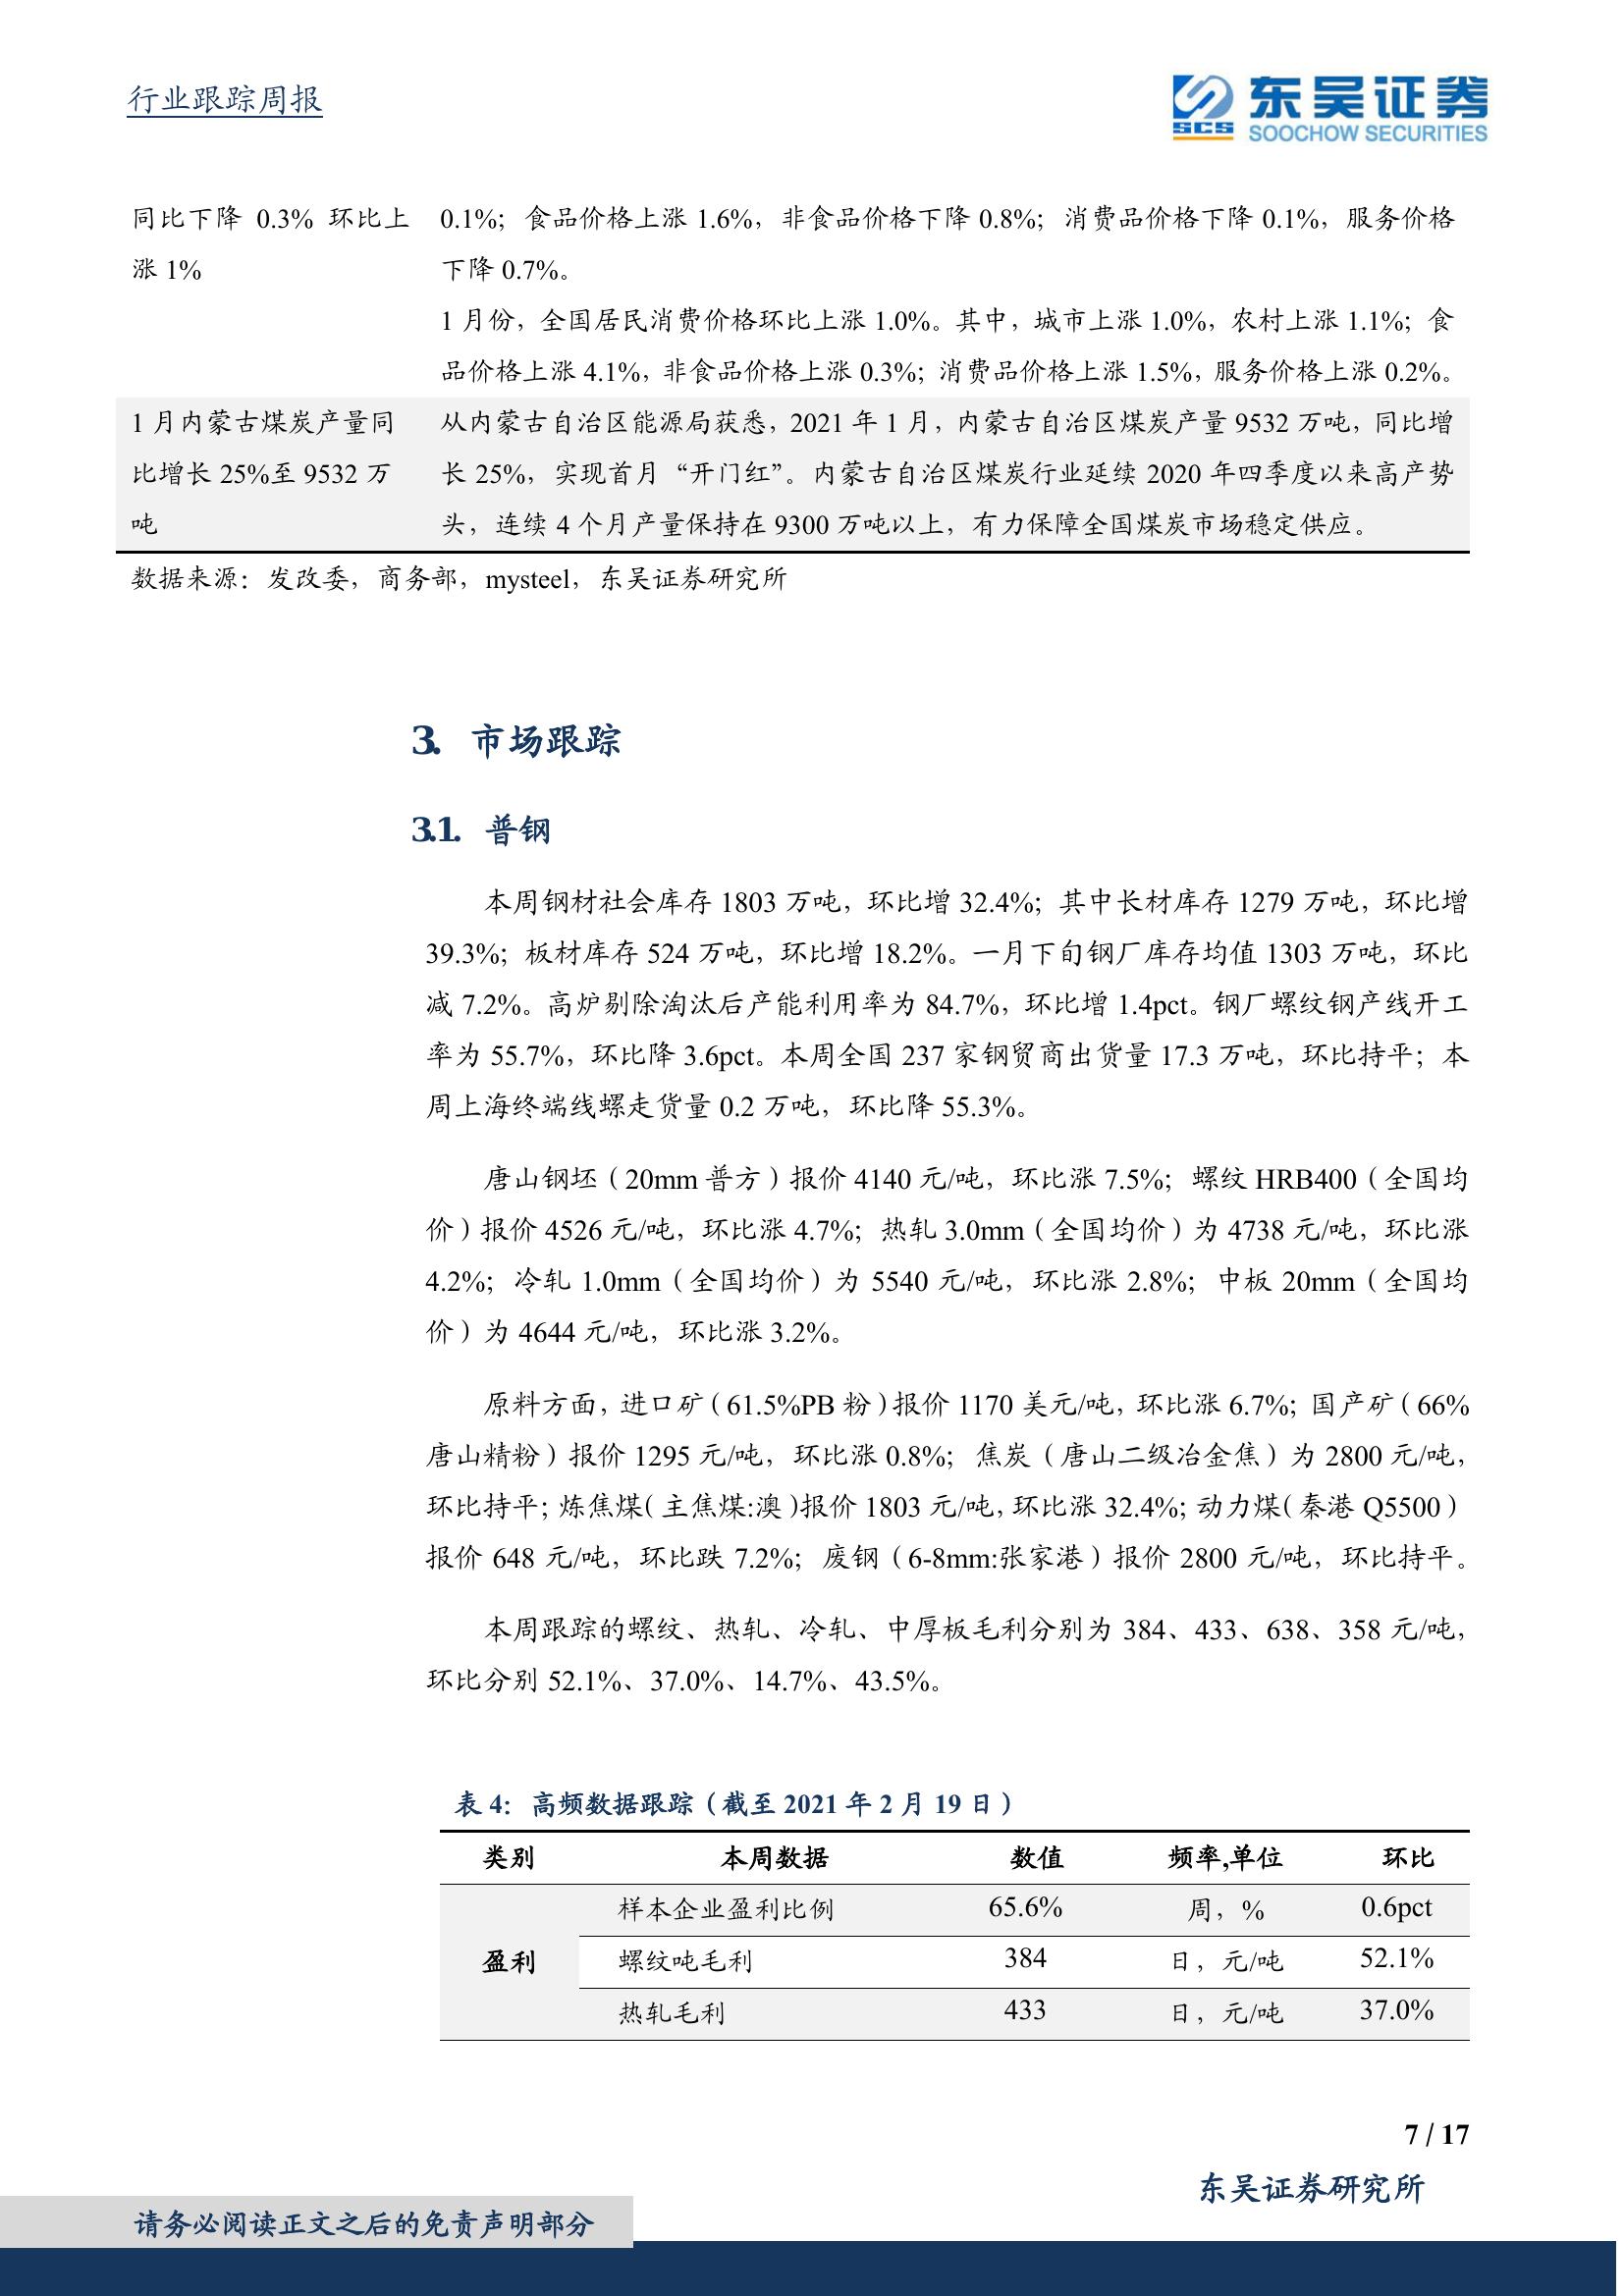 行业跟踪周报
东吴证券
SCS
SOOCHOW SECURITIES
同比下降 0.3% 环比上
涨 1%
0.1%；食品价格上涨 1.6%，非食品价格下降 0.8%；消费品价格下降 0.1%，服务价格
下降 0.7%。
1 月份，全国居民消费价格环比上涨 1.0%。其中，城市上涨 1.0%，农村上涨 1.1%；食
品价格上涨 4.1%，非食品价格上涨 0.3%；消费品价格上涨 1.5%，服务价格上涨 0.2%。
1 月内蒙古煤炭产量同
比增长 25%至 9532 万
吨
从内蒙古自治区能源局获悉，2021 年 1 月，内蒙古自治区煤炭产量 9532 万吨，同比增
长 25%，实现首月“开门红”。内蒙古自治区煤炭行业延续 2020 年四季度以来高产势
头，连续 4 个月产量保持在 9300 万吨以上，有力保障全国煤炭市场稳定供应。
数据来源：发改委，商务部，mysteel，东吴证券研究所
3. 市场跟踪
3.1. 普钢
本周钢材社会库存 1803 万吨，环比增 32.4%；其中长材库存 1279 万吨，环比增
39.3%；板材库存 524 万吨，环比增 18.2%。一月下旬钢厂库存均值 1303 万吨，环比
减 7.2%。高炉剔除淘汰后产能利用率为 84.7%，环比增 1.4pct。钢厂螺纹钢产线开工
率为 55.7%，环比降 3.6pct。本周全国 237 家钢贸商出货量 17.3 万吨，环比持平；本
周上海终端线螺走货量 0.2 万吨，环比降 55.3%。
唐山钢坯（20mm 普方）报价 4140 元/吨，环比涨 7.5%；螺纹 HRB400（全国均
价）报价 4526 元/吨，环比涨 4.7%；热轧 3.0mm（全国均价）为 4738 元/吨，环比涨
4.2%；冷轧 1.0mm（全国均价）为 5540 元/吨，环比涨 2.8%；中板 20mm（全国均
价）为 4644 元/吨，环比涨 3.2%。
原料方面，进口矿（61.5%PB 粉）报价 1170 美元/吨，环比涨 6.7%；国产矿（66%
唐山精粉）报价 1295 元/吨，环比涨 0.8%；焦炭（唐山二级冶金焦）为 2800 元/吨，
环比持平；炼焦煤（主焦煤:澳）报价 1803 元/吨，环比涨 32.4%；动力煤（秦港 Q5500）
报价 648 元/吨，环比跌 7.2%；废钢（6-8mm:张家港）报价 2800 元/吨，环比持平。
本周跟踪的螺纹、热轧、冷轧、中厚板毛利分别为 384、433、638、358 元/吨，
环比分别 52.1%、37.0%、14.7%、43.5%。
表 4：高频数据跟踪（截至 2021 年 2 月 19 日）
类别 本周数据 数值 频率,单位 环比
样本企业盈利比例 65.6% 周，% 0.6pct
盈利 螺纹吨毛利 384 日，元/吨 52.1%
热轧毛利 433 日，元/吨 37.0%
7 / 17
东吴证券研究所
请务必阅读正文之后的免责声明部分